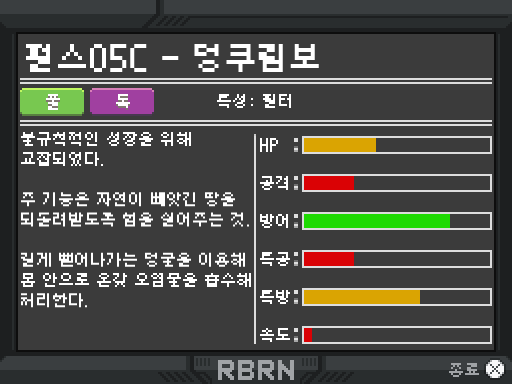 펄스05C - 덩쿠림보
풀 독 특성: 필터
불규칙적인 성장을 위해
교잡되었다.
주 기능은 자연이 빼앗긴 땅을
되돌려받도록 힘을 실어주는 것.
길게 뻗어나가는 덩굴을 이용해
몸 안으로 온갖 오염물을 흡수해
처리한다.
HP :
공격:
방어:
특공:
특방:
속도:
RBRN
종료